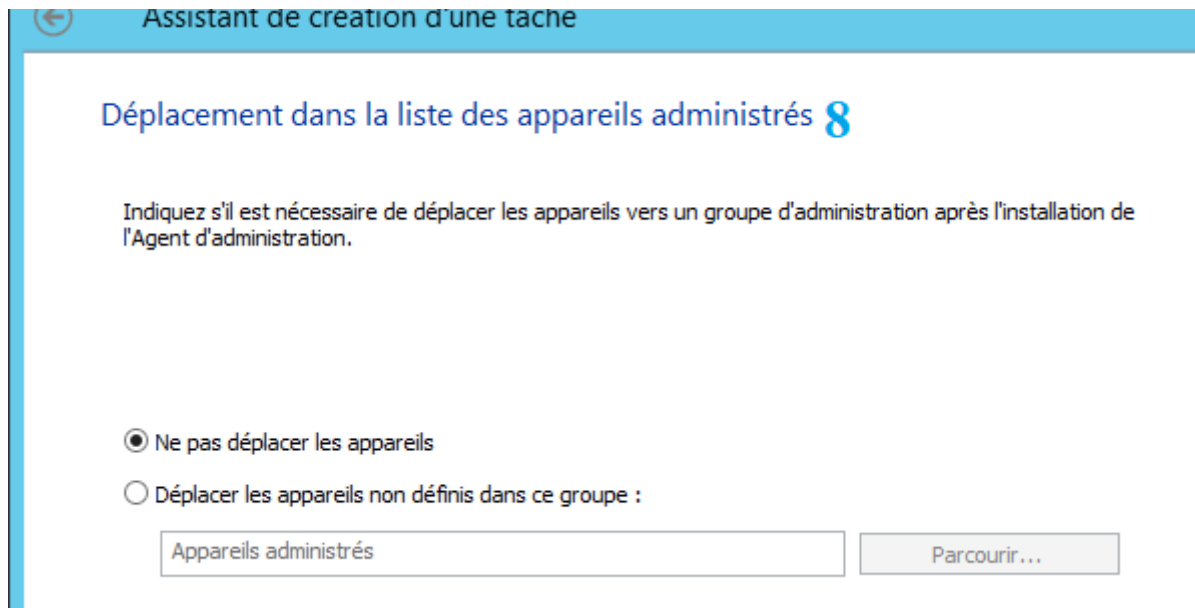 Assistant de création d'une tâche
Déplacement dans la liste des appareils administrés 8
Indiquez s'il est nécessaire de déplacer les appareils vers un groupe d'administration après l'installation de
l'Agent d'administration.
Ne pas déplacer les appareils
Déplacer les appareils non définis dans ce groupe :
Appareils administrés
Parcourir...